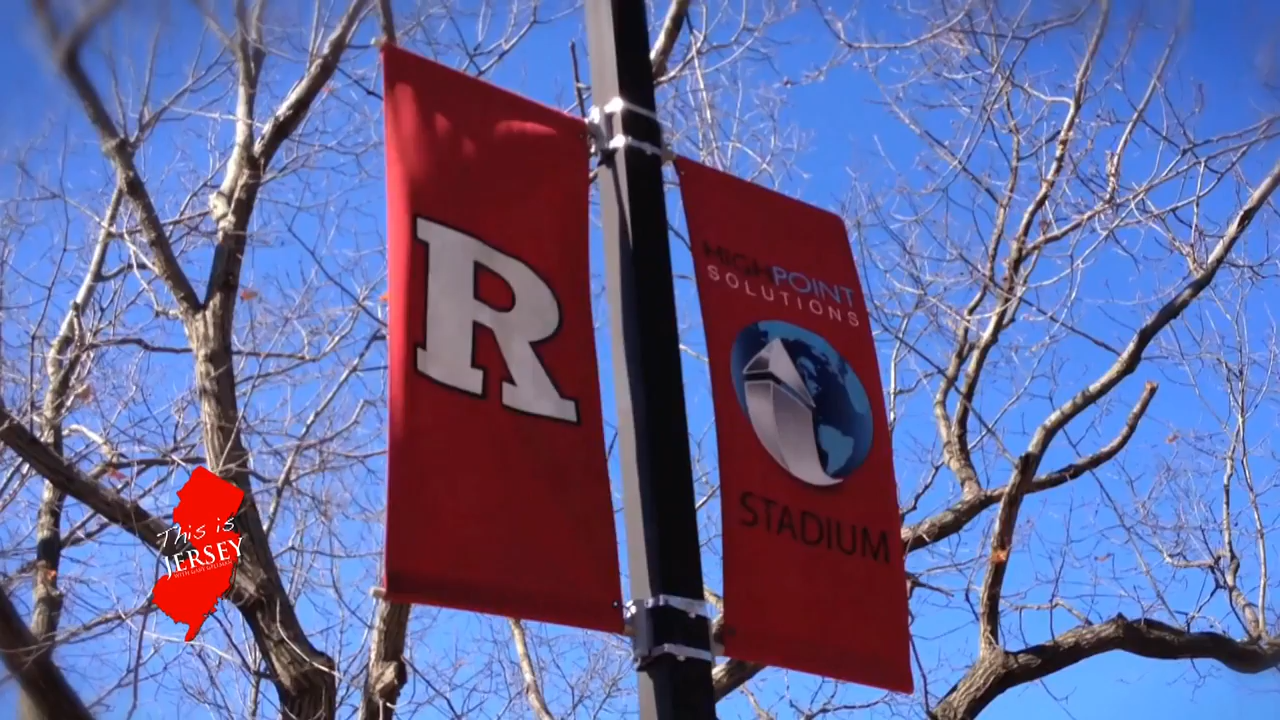 R
HIGHPOINT
SOLUTIONS
STADIUM
This is
JERSEY